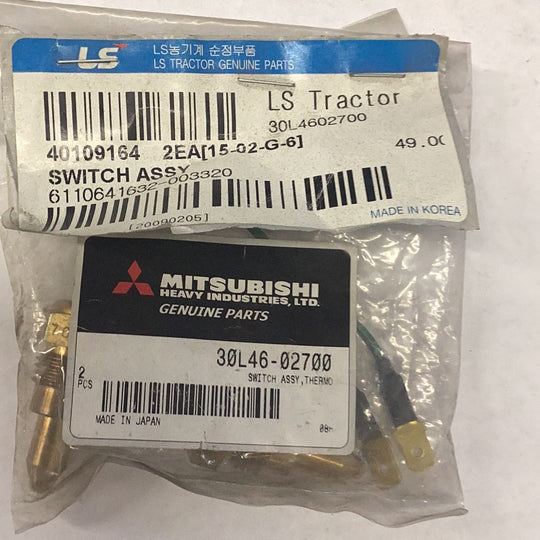 LS
LS농기계 순정부품
LS TRACTOR GENUINE PARTS
LS Tractor
30L4602700
40109164 2EA[15-02-G-6]
49.00
SWITCH ASSY
6110641632-003320
[20090205]
MADE IN KOREA
MITSUBISHI
HEAVY INDUSTRIES, LTD.
GENUINE PARTS
30L46-02700
2
PCS
SWITCH ASSY,THERMO
MADE IN JAPAN